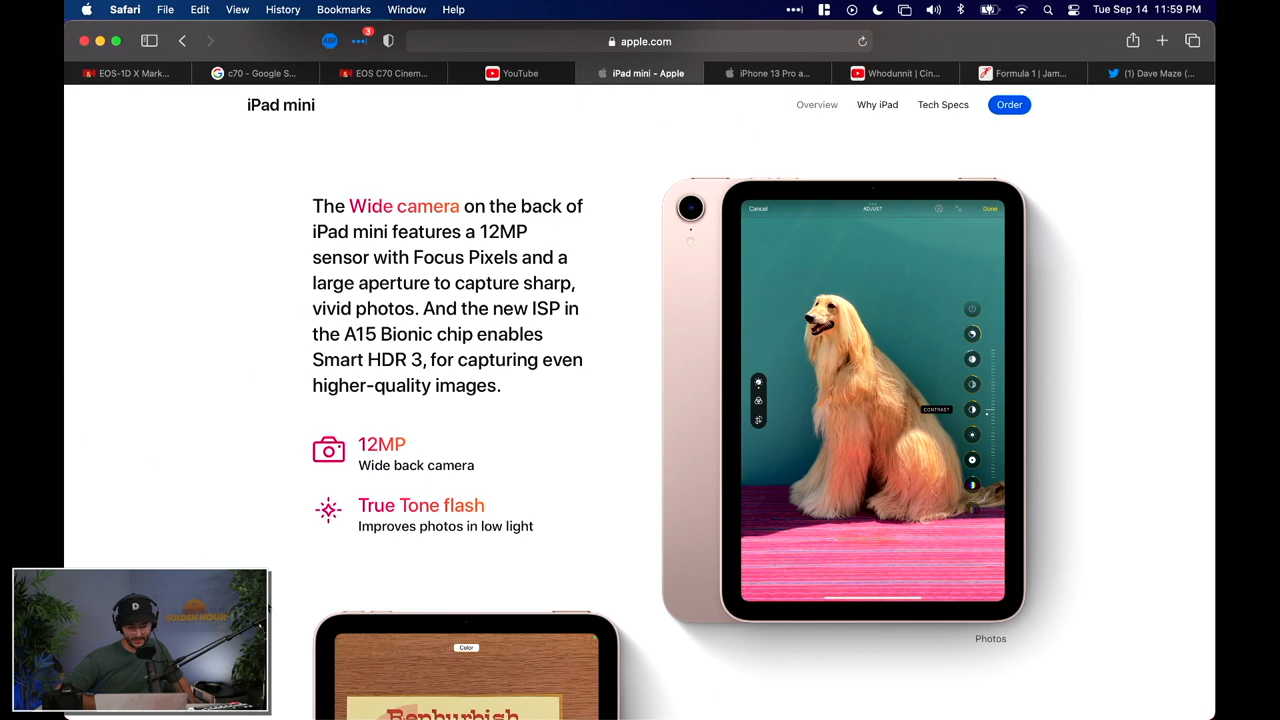 Safari File Edit View History Bookmarks Window Help Tue Sep 14 11:59 PM
ABP 3 apple.com
EOS-1D X Mark... c70 - Google S... EOS C70 Cinem... YouTube iPad mini - Apple iPhone 13 Pro a... Whodunnit | Cin... Formula 1 | Jam... (1) Dave Maze (...
iPad mini Overview Why iPad Tech Specs Order
The Wide camera on the back of
iPad mini features a 12MP
sensor with Focus Pixels and a
large aperture to capture sharp,
vivid photos. And the new ISP in
the A15 Bionic chip enables
Smart HDR 3, for capturing even
higher-quality images.
12MP
Wide back camera
True Tone flash
Improves photos in low light
Cancel ADJUST Done
CONTRAST
Photos
Color
Refurbish
D
GOLDEN HOUR